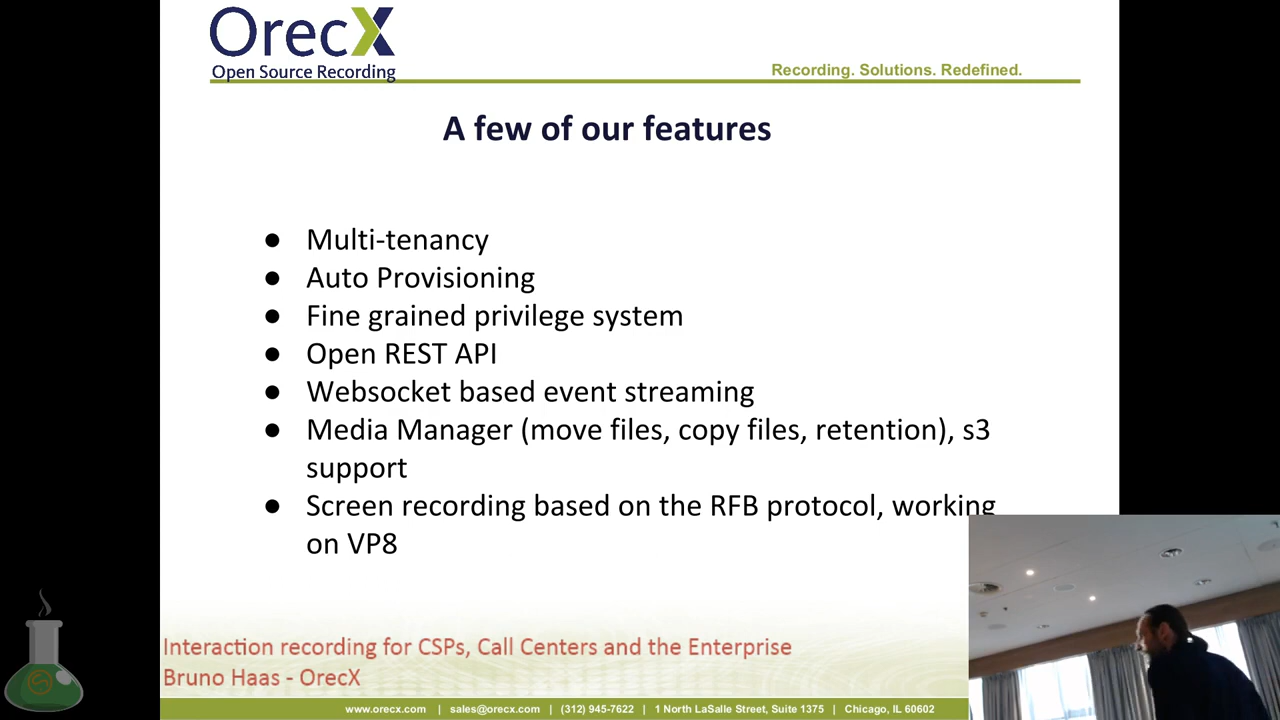 OrecX
Open Source Recording
Recording. Solutions. Redefined.
A few of our features
● Multi-tenancy
● Auto Provisioning
● Fine grained privilege system
● Open REST API
● Websocket based event streaming
● Media Manager (move files, copy files, retention), s3
support
● Screen recording based on the RFB protocol, working
on VP8
Interaction recording for CSPs, Call Centers and the Enterprise
Bruno Haas - OrecX
www.orecx.com | sales@orecx.com | (312) 945-7622 | 1 North LaSalle Street, Suite 1375 | Chicago, IL 60602